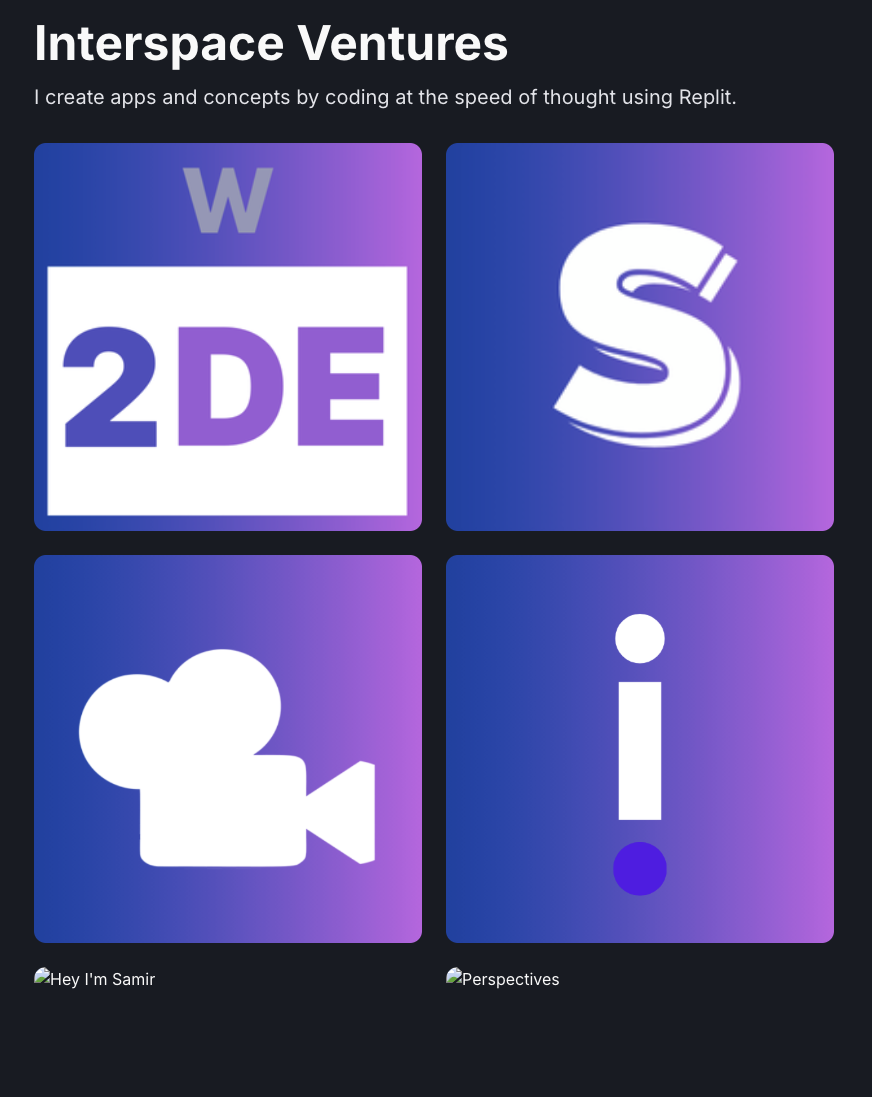 Interspace Ventures
I create apps and concepts by coding at the speed of thought using Replit.
W
2DE
S
i
Hey I'm Samir
Perspectives